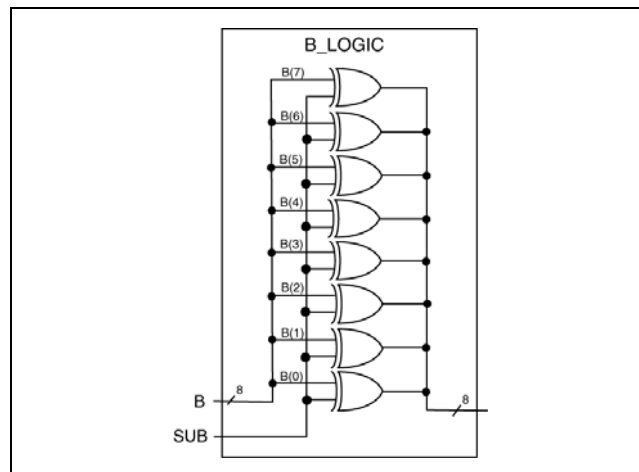 B_LOGIC
B(7)
B(6)
B(5)
B(4)
B(3)
B(2)
B(1)
B(0)
B 8 8
SUB